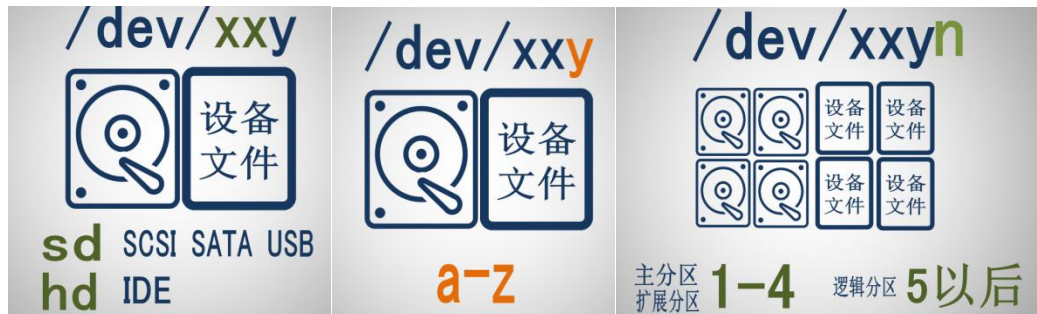 /dev/xxy
设备
文件
sd SCSI SATA USB
hd IDE
/dev/xxy
设备
文件
a-z
/dev/xxyn
设备 设备
文件 文件
设备 设备
文件 文件
主分区
扩展分区 1-4 逻辑分区 5以后